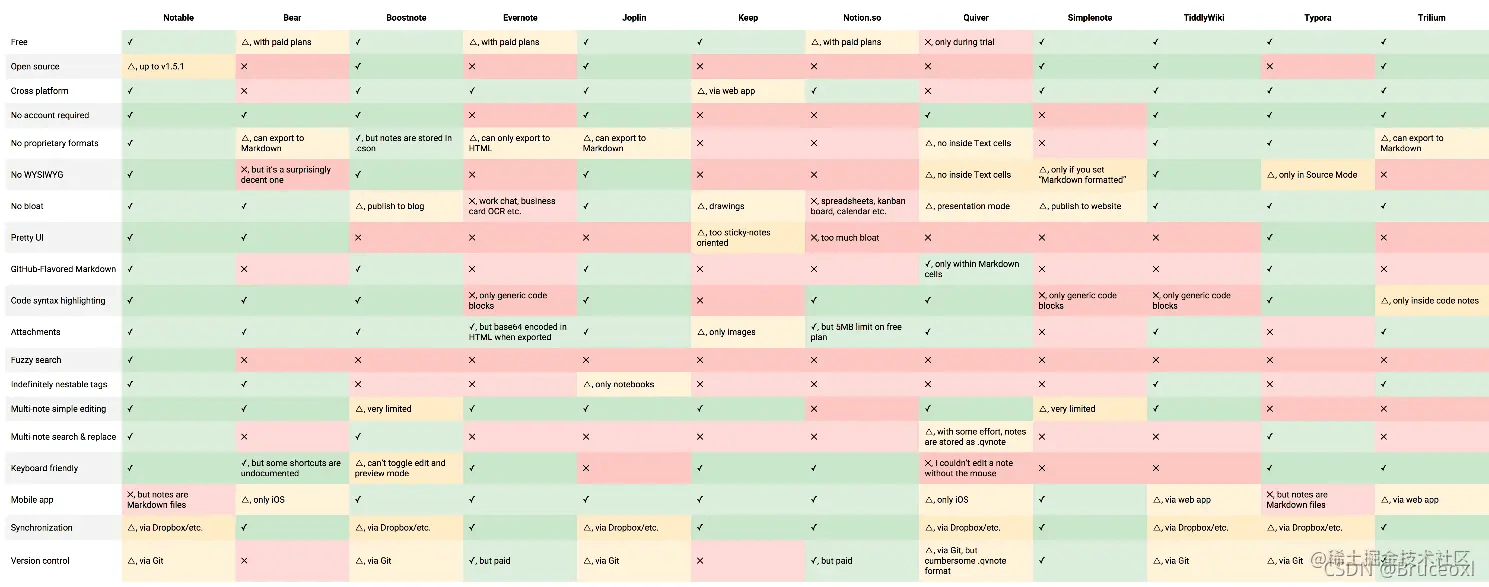 Notable Bear Boostnote Evernote Joplin Keep Notion.so Quiver Simplenote TiddlyWiki Typora Trilium
Free ✓ △, with paid plans ✓ △, with paid plans ✓ ✓ △, with paid plans ✕, only during trial ✓ ✓ ✓ ✓
Open source △, up to v1.5.1 ✕ ✓ ✕ ✓ ✕ ✕ ✕ ✓ ✓ ✕ ✓
Cross platform ✓ ✕ ✓ ✓ ✓ △, via web app ✓ ✕ ✓ ✓ ✓ ✓
No account required ✓ ✓ ✓ ✕ ✓ ✕ ✕ ✓ ✕ ✓ ✓ ✓
No proprietary formats ✓ △, can export to Markdown ✓, but notes are stored in .cson △, can only export to HTML △, can export to Markdown ✕ ✕ △, no inside Text cells ✓ ✓ ✓ △, can export to Markdown
No WYSIWYG ✓ ✕, but it's a surprisingly decent one ✓ ✕ ✓ ✕ ✕ △, no inside Text cells △, only if you set "Markdown formatted" ✓ △, only in Source Mode ✕
No bloat ✓ ✓ △, publish to blog ✕, work chat, business card OCR etc. ✓ △, drawings ✕, spreadsheets, kanban board, calendar etc. △, presentation mode △, publish to website ✓ ✓ ✓
Pretty UI ✓ ✓ ✕ ✕ ✕ △, too sticky-notes oriented ✕, too much bloat ✕ ✕ ✕ ✓ ✕
GitHub-Flavored Markdown ✓ ✕ ✓ ✕ ✓ ✕ ✕ ✓, only within Markdown cells ✕ ✕ ✓ ✕
Code syntax highlighting ✓ ✓ ✓ ✕, only generic code blocks ✓ ✕ ✓ ✓ ✕, only generic code blocks ✕, only generic code blocks ✓ △, only inside code notes
Attachments ✓ ✓ ✓ ✓, but base64 encoded in HTML when exported ✓ △, only images ✓, but 5MB limit on free plan ✓ ✕ ✓ ✕ ✓
Fuzzy search ✓ ✕ ✕ ✕ ✕ ✕ ✕ ✕ ✕ ✕ ✕ ✕
Indefinitely nestable tags ✓ ✓ ✕ ✕ △, only notebooks ✕ ✕ ✕ ✕ ✓ ✕ ✓
Multi-note simple editing ✓ ✓ △, very limited ✓ ✓ ✓ ✕ ✓ △, very limited ✓ ✕ ✕
Multi note search & replace ✓ ✕ ✓ ✕ ✕ ✕ ✕ △, with some effort, notes are stored as .qvnote ✕ ✕ ✓ ✕
Keyboard friendly ✓ ✓, but some shortcuts are undocumented △, can't toggle edit and preview mode ✓ ✕ ✓ ✓ ✕, I couldn't edit a note without the mouse ✕ ✕ ✓ ✓
Mobile app ✕, but notes are Markdown files △, only iOS ✓ ✓ ✓ ✓ ✓ △, only iOS ✓ △, via web app ✕, but notes are Markdown files △, via web app
Synchronization △, via Dropbox/etc. ✓ △, via Dropbox/etc. ✓ △, via Dropbox/etc. ✓ ✓ △, via Dropbox/etc. ✓ △, via Dropbox/etc. △, via Dropbox/etc. ✓
Version control △, via Git ✕ △, via Git ✓, but paid △, via Git ✕ ✓, but paid △, via Git, but cumbersome .qvnote format ✓ △, via Git △, via Git
@稀土掘金技术社区
CSDN @Bruceoxl